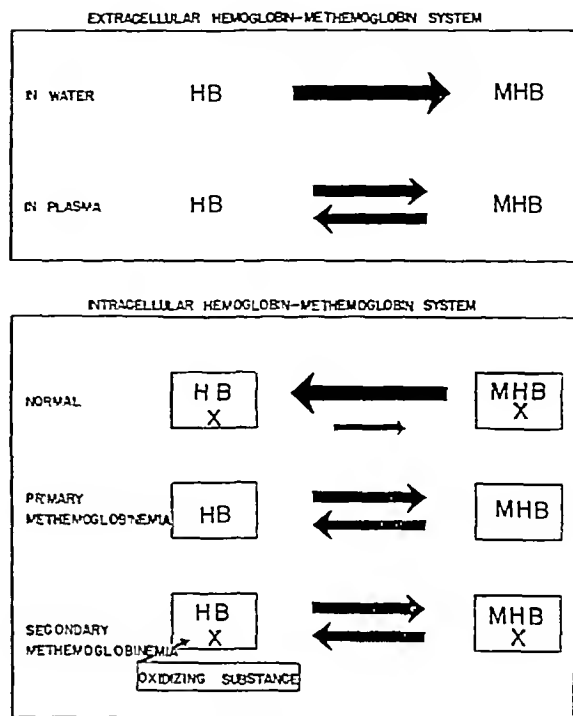 EXTRACELLULAR HEMOGLOBIN-METHEMOGLOBIN SYSTEM
IN WATER HB MHB
IN PLASMA HB MHB
INTRACELLULAR HEMOGLOBIN-METHEMOGLOBIN SYSTEM
NORMAL HB MHB
X X
PRIMARY
METHEMOGLOBINEMIA HB MHB
HB MHB
SECONDARY X X
METHEMOGLOBINEMIA
OXIDIZING SUBSTANCE